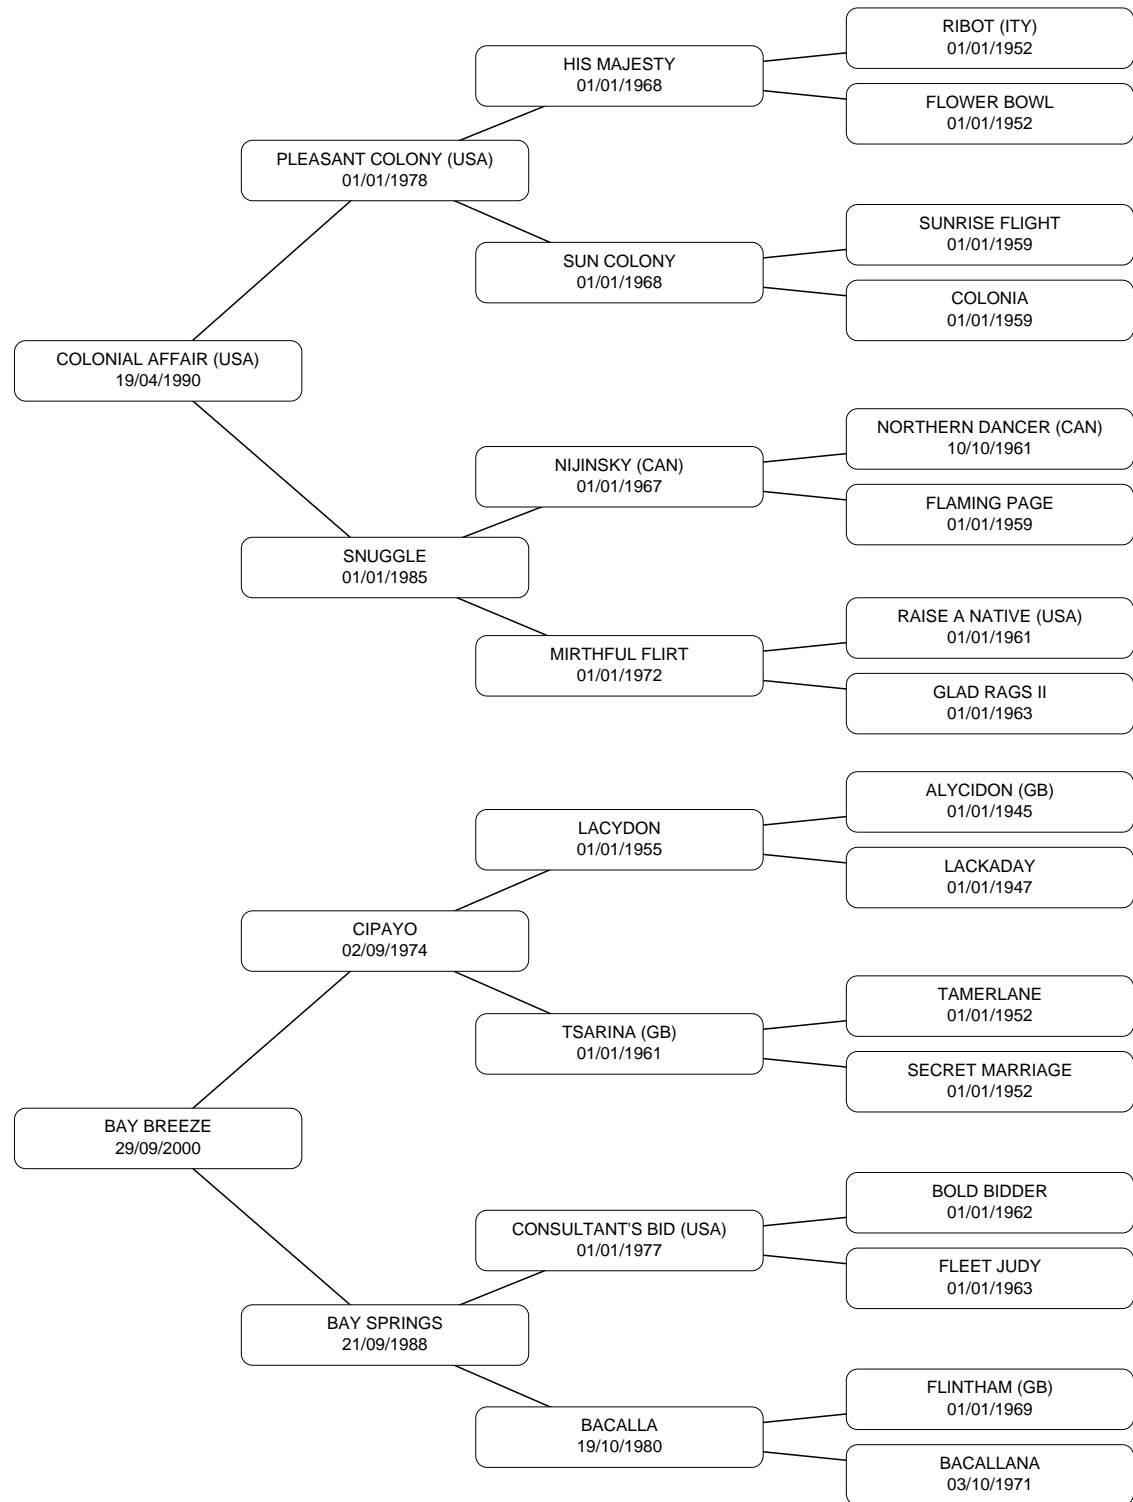 RIBOT (ITY)
01/01/1952
HIS MAJESTY
01/01/1968
FLOWER BOWL
01/01/1952
PLEASANT COLONY (USA)
01/01/1978
SUNRISE FLIGHT
01/01/1959
SUN COLONY
01/01/1968
COLONIA
01/01/1959
COLONIAL AFFAIR (USA)
19/04/1990
NORTHERN DANCER (CAN)
10/10/1961
NIJINSKY (CAN)
01/01/1967
FLAMING PAGE
01/01/1959
SNUGGLE
01/01/1985
RAISE A NATIVE (USA)
01/01/1961
MIRTHFUL FLIRT
01/01/1972
GLAD RAGS II
01/01/1963
ALYCIDON (GB)
01/01/1945
LACYDON
01/01/1955
LACKADAY
01/01/1947
CIPAYO
02/09/1974
TAMERLANE
01/01/1952
TSARINA (GB)
01/01/1961
SECRET MARRIAGE
01/01/1952
BAY BREEZE
29/09/2000
BOLD BIDDER
01/01/1962
CONSULTANT'S BID (USA)
01/01/1977
FLEET JUDY
01/01/1963
BAY SPRINGS
21/09/1988
FLINTHAM (GB)
01/01/1969
BACALLA
19/10/1980
BACALLANA
03/10/1971